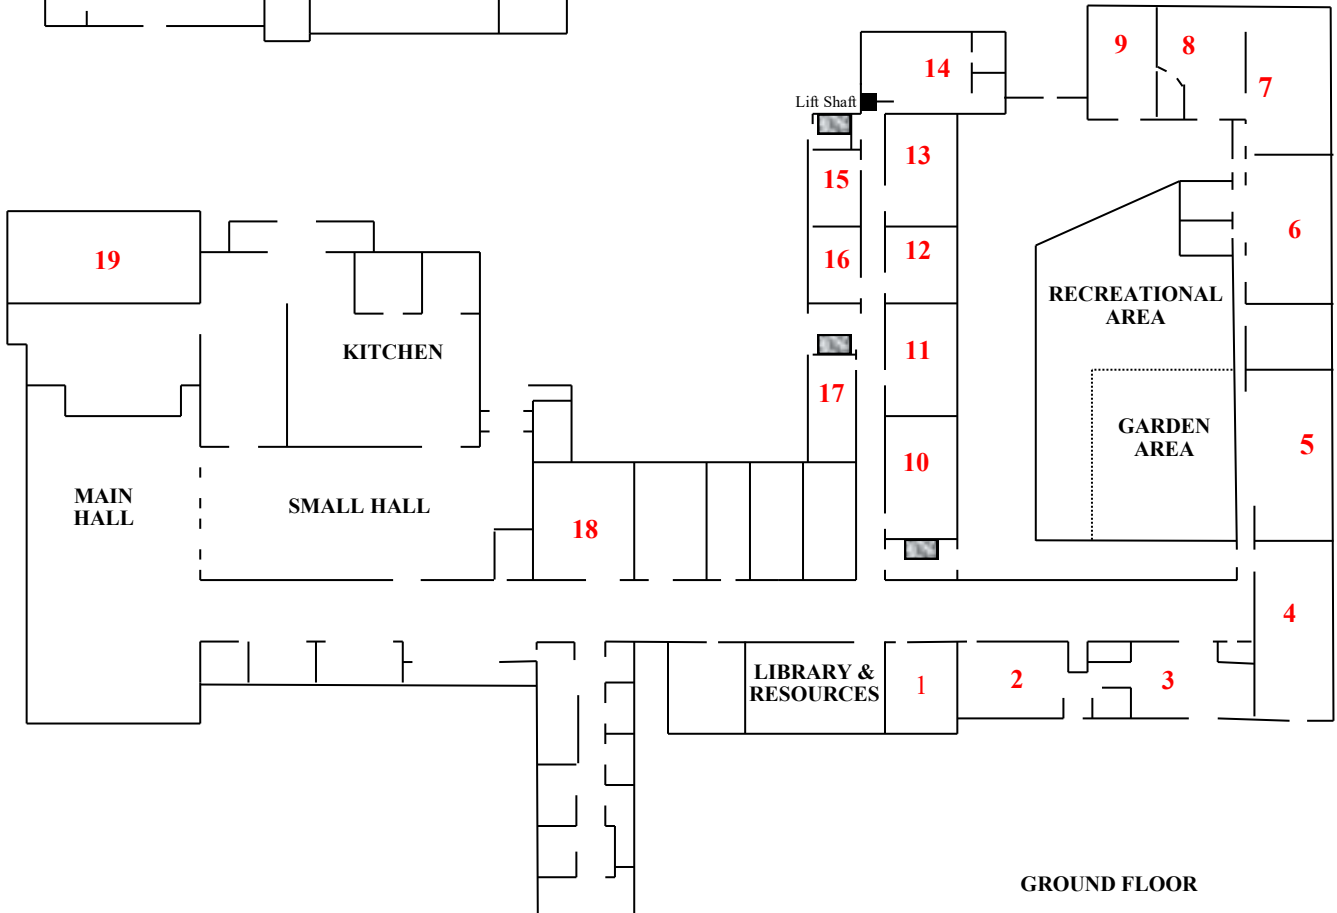 9
8
14
7
Lift Shaft
13
15
6
12
16
19
RECREATIONAL
AREA
11
KITCHEN
17
GARDEN
AREA
5
10
MAIN
HALL
SMALL HALL
18
4
LIBRARY &
RESOURCES
1
2
3
GROUND FLOOR